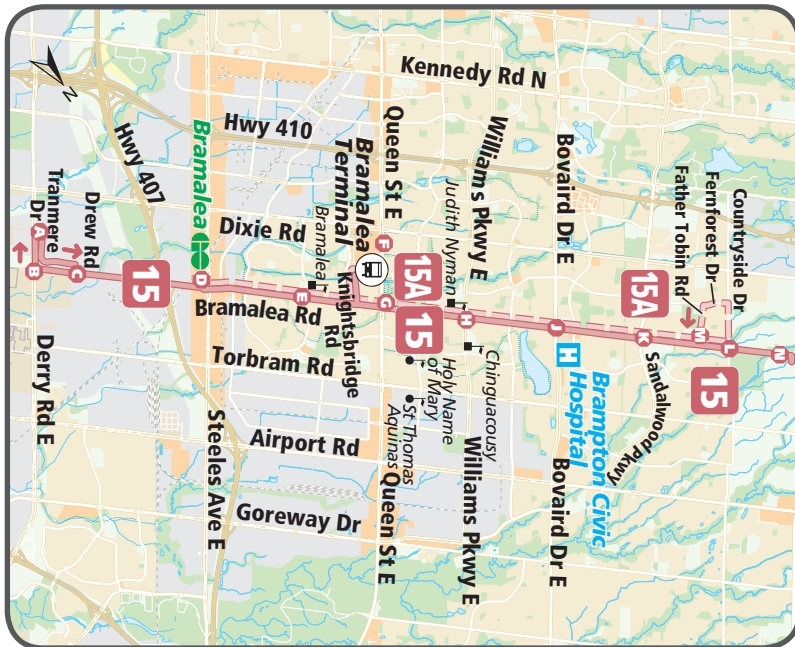 Kennedy Rd N
Hwy 410
Hwy 407
Bramalea
Bramalea
Terminal
Queen St E
Williams Pkwy E
Judith Nyman
Bovaird Dr E
Father Tobin Rd
Fernforest Dr
Countryside Dr
Tranmere
Dr
Drew Rd
Dixie Rd
Bramalea
F
15A
15A
A
B
C
15
D
E
Knightsbridge
Rd
G
15
H
J
K
M
L
N
Bramalea Rd
Sandalwood Pkwy
15
H
Brampton Civic
Hospital
Torbram Rd
Holy Name
of Mary
Chinguacousy
St. Thomas
Aquinas
Derry Rd E
Steeles Ave E
Airport Rd
Queen St E
Williams Pkwy E
Bovaird Dr E
Goreway Dr
Z